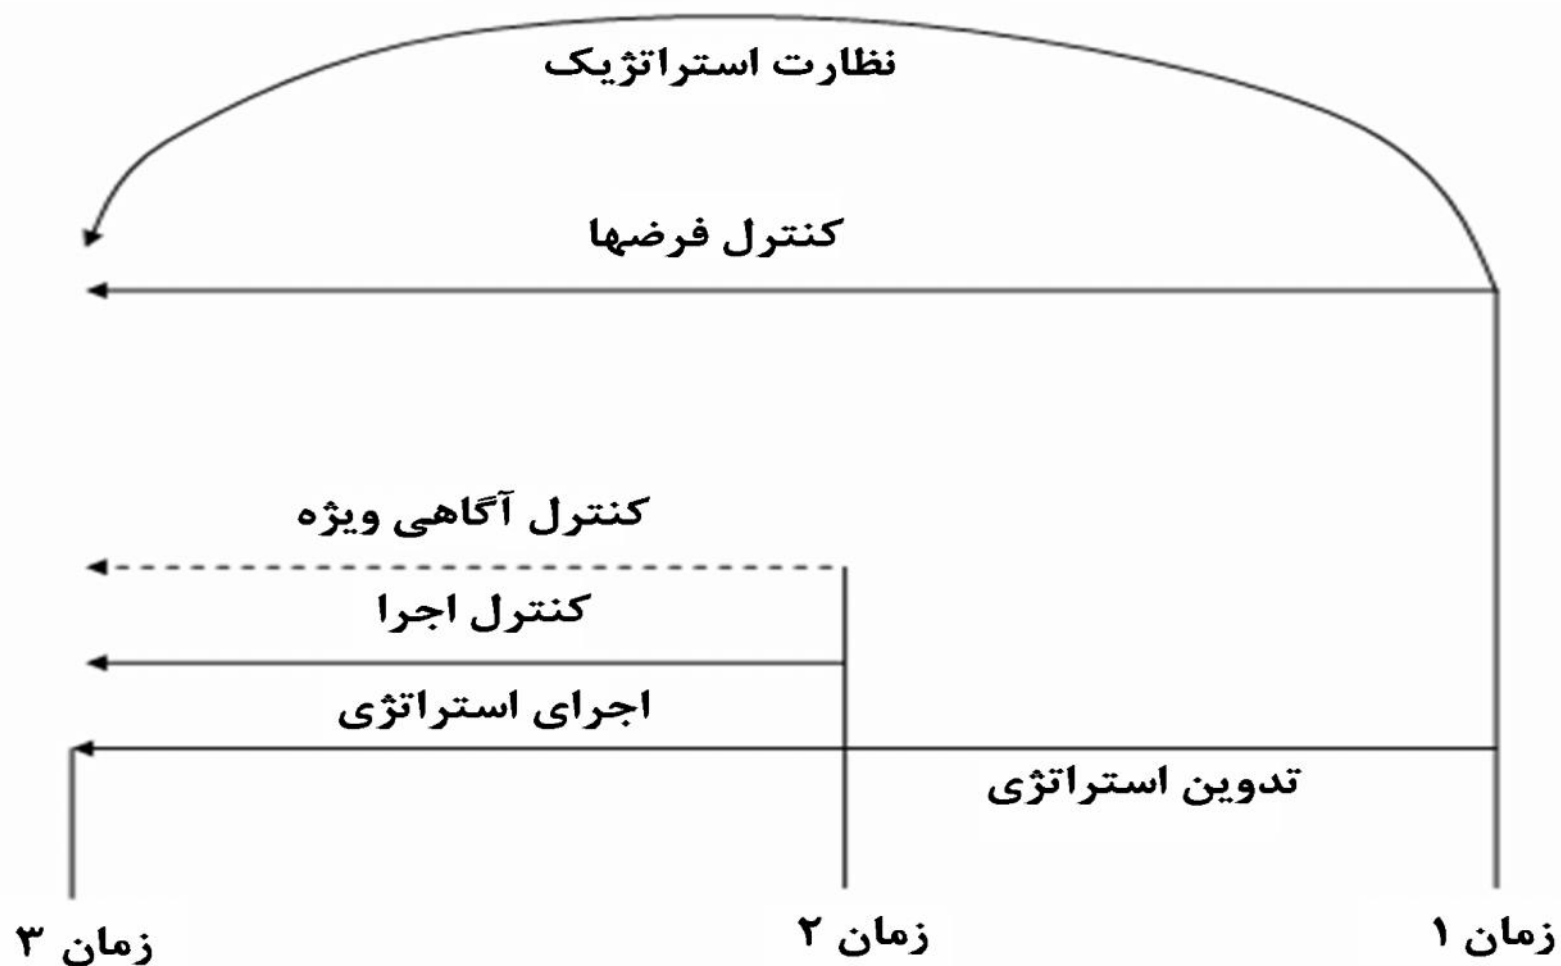 نظارت استراتژیک
کنترل فرضها
کنترل آگاهی ویژه
کنترل اجرا
اجرای استراتژی
تدوین استراتژی
زمان ۱
زمان ۲
زمان ۳